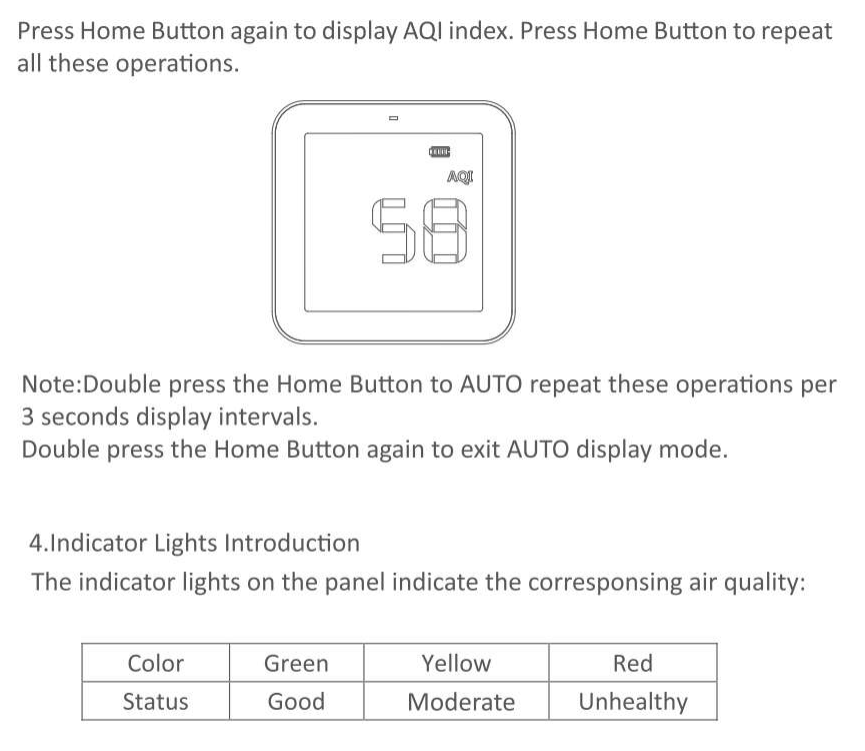 Press Home Button again to display AQI index. Press Home Button to repeat
all these operations.
AQI
58
Note:Double press the Home Button to AUTO repeat these operations per
3 seconds display intervals.
Double press the Home Button again to exit AUTO display mode.
4.Indicator Lights Introduction
The indicator lights on the panel indicate the corresponsing air quality:
Color Green Yellow Red
Status Good Moderate Unhealthy